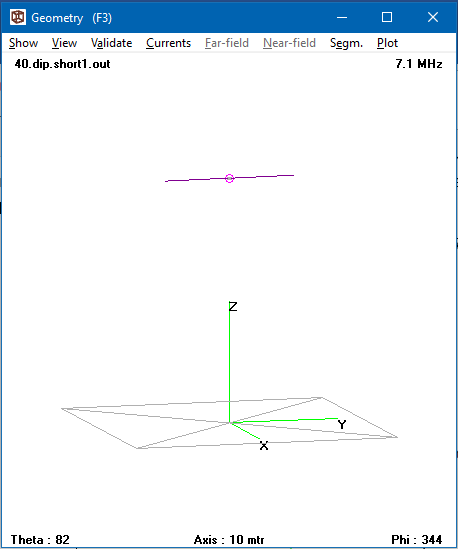 Geometry (F3)
Show View Validate Currents Far-field Near-field Segm. Plot
40.dip.short1.out 7.1 MHz
Z
Y
X
Theta : 82 Axis : 10 mtr Phi : 344